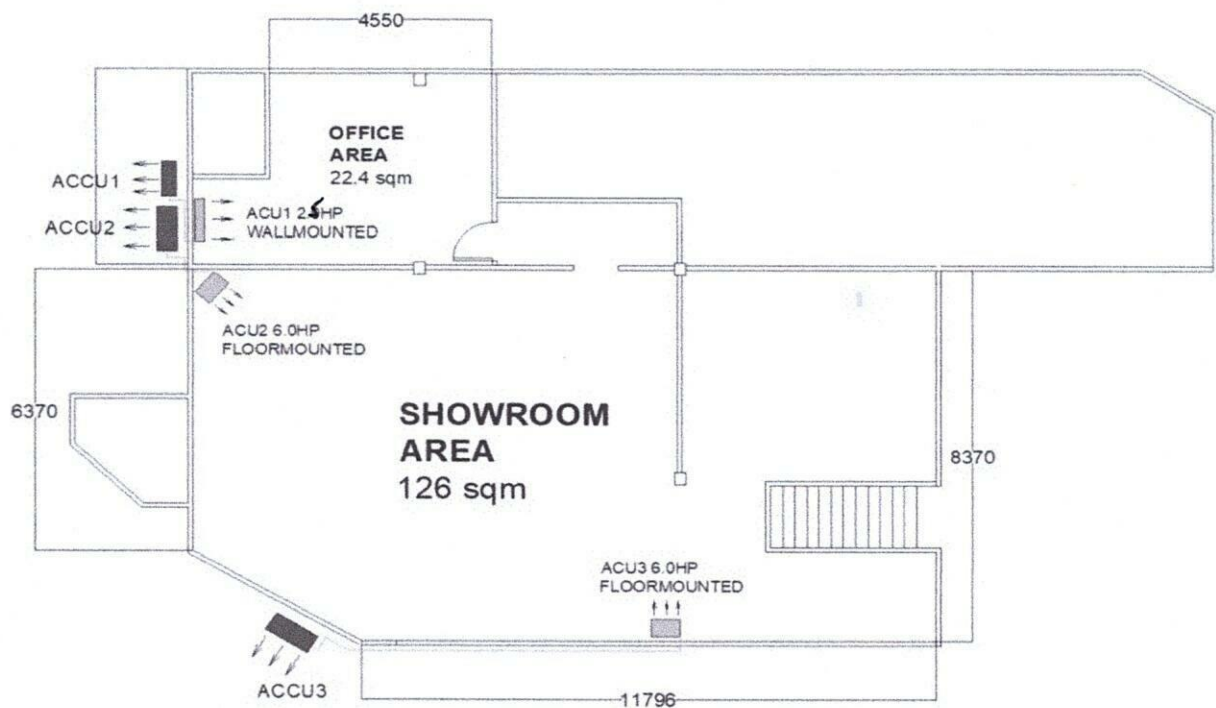 4550
OFFICE
AREA
22.4 sqm
ACCU1
ACCU2
ACU1
WALLMOUNTED
ACU2 6.0HP
FLOORMOUNTED
6370
SHOWROOM
AREA
126 sqm
8370
ACU3 6.0HP
FLOORMOUNTED
ACCU3
11796